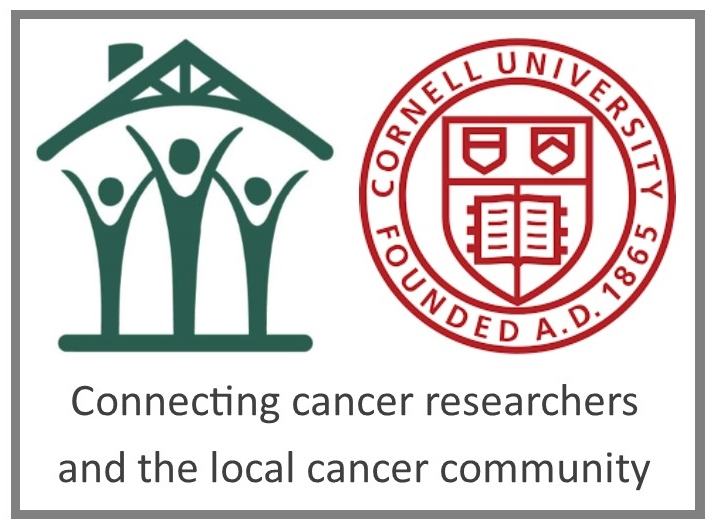 CORNELL UNIVERSITY
FOUNDED A.D. 1865
Connecting cancer researchers
and the local cancer community